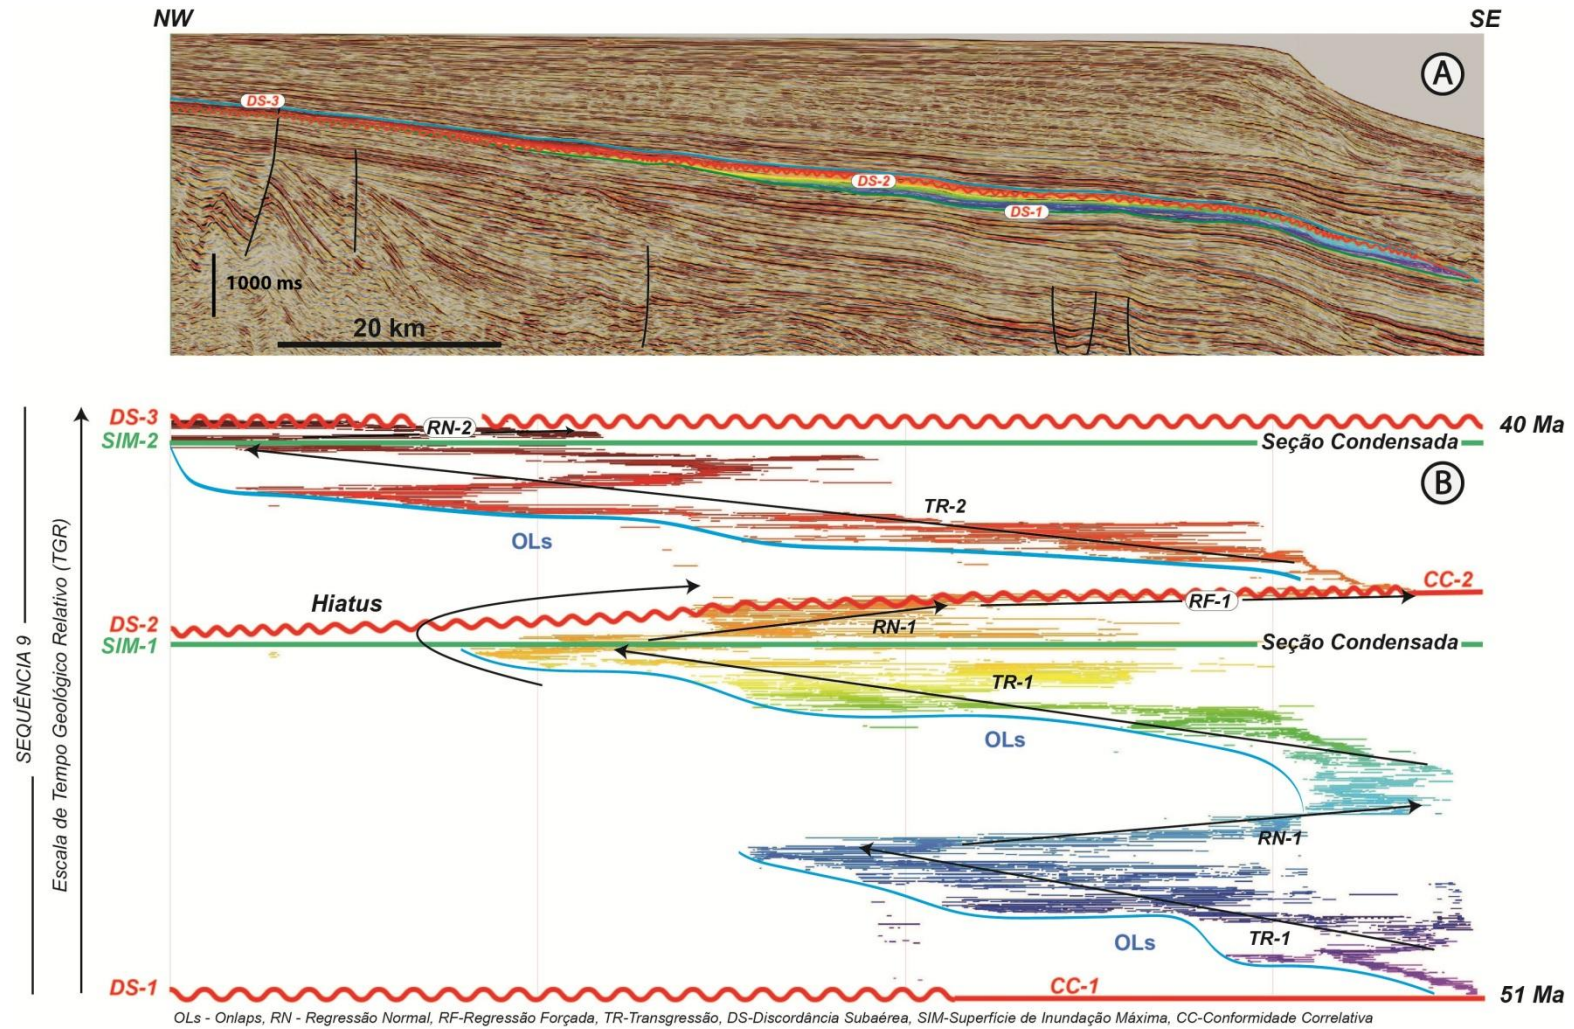 NW
SE
A
DS-3
DS-2
DS-1
1000 ms
20 km
DS-3
RN-2
40 Ma
SIM-2
Seção Condensada
B
TR-2
OLs
CC-2
Hiatus
RF-1
DS-2
RN-1
SIM-1
Seção Condensada
TR-1
OLs
RN-1
TR-1
OLs
CC-1
DS-1
51 Ma
SEQUÊNCIA 9
Escala de Tempo Geológico Relativo (TGR)
OLs - Onlaps, RN - Regressão Normal, RF-Regressão Forçada, TR-Transgressão, DS-Discordância Subaérea, SIM-Superfície de Inundação Máxima, CC-Conformidade Correlativa